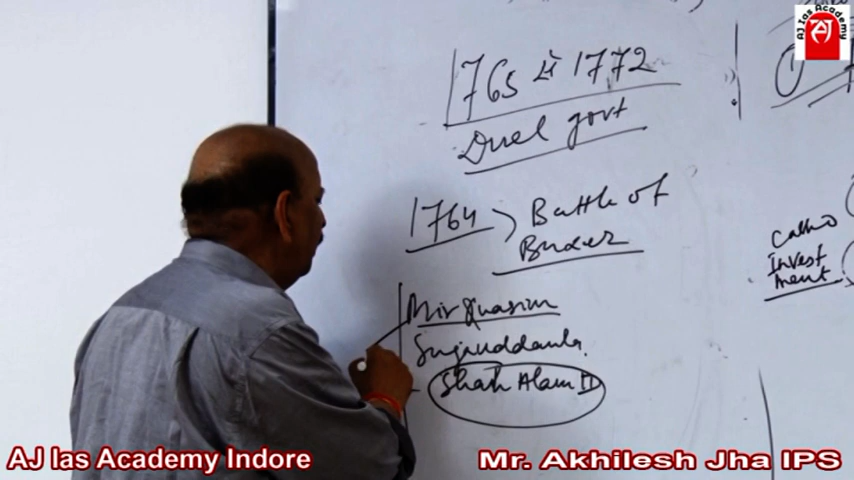 1765 से 1772
Duel govt
1764 > Battle of
Buxer
Mir Quasim
Sujauddaula.
Shah Alam II
Invest
ment
AJ Ias Academy
AJ
AJ Ias Academy Indore
Mr. Akhilesh Jha IPS